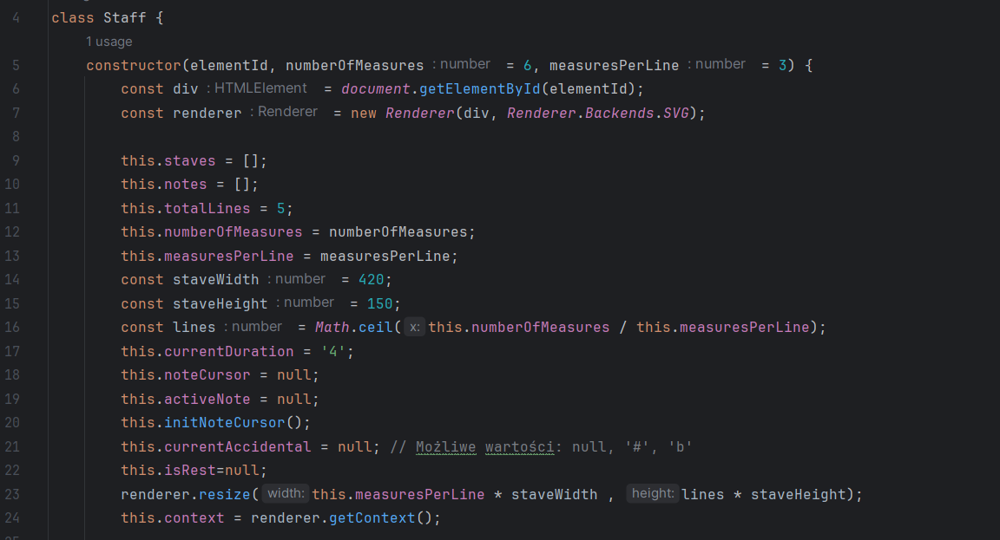 4 class Staff {
1 usage
5 constructor(elementId, numberOfMeasures : number = 6, measuresPerLine : number = 3) {
6 const div : HTMLElement = document.getElementById(elementId);
7 const renderer : Renderer = new Renderer(div, Renderer.Backends.SVG);
8
9 this.staves = [];
10 this.notes = [];
11 this.totalLines = 5;
12 this.numberOfMeasures = numberOfMeasures;
13 this.measuresPerLine = measuresPerLine;
14 const staveWidth : number = 420;
15 const staveHeight : number = 150;
16 const lines : number = Math.ceil( x: this.numberOfMeasures / this.measuresPerLine);
17 this.currentDuration = '4';
18 this.noteCursor = null;
19 this.activeNote = null;
20 this.initNoteCursor();
21 this.currentAccidental = null; // Możliwe wartości: null, '#', 'b'
22 this.isRest=null;
23 renderer.resize( width: this.measuresPerLine * staveWidth , height: lines * staveHeight);
24 this.context = renderer.getContext();